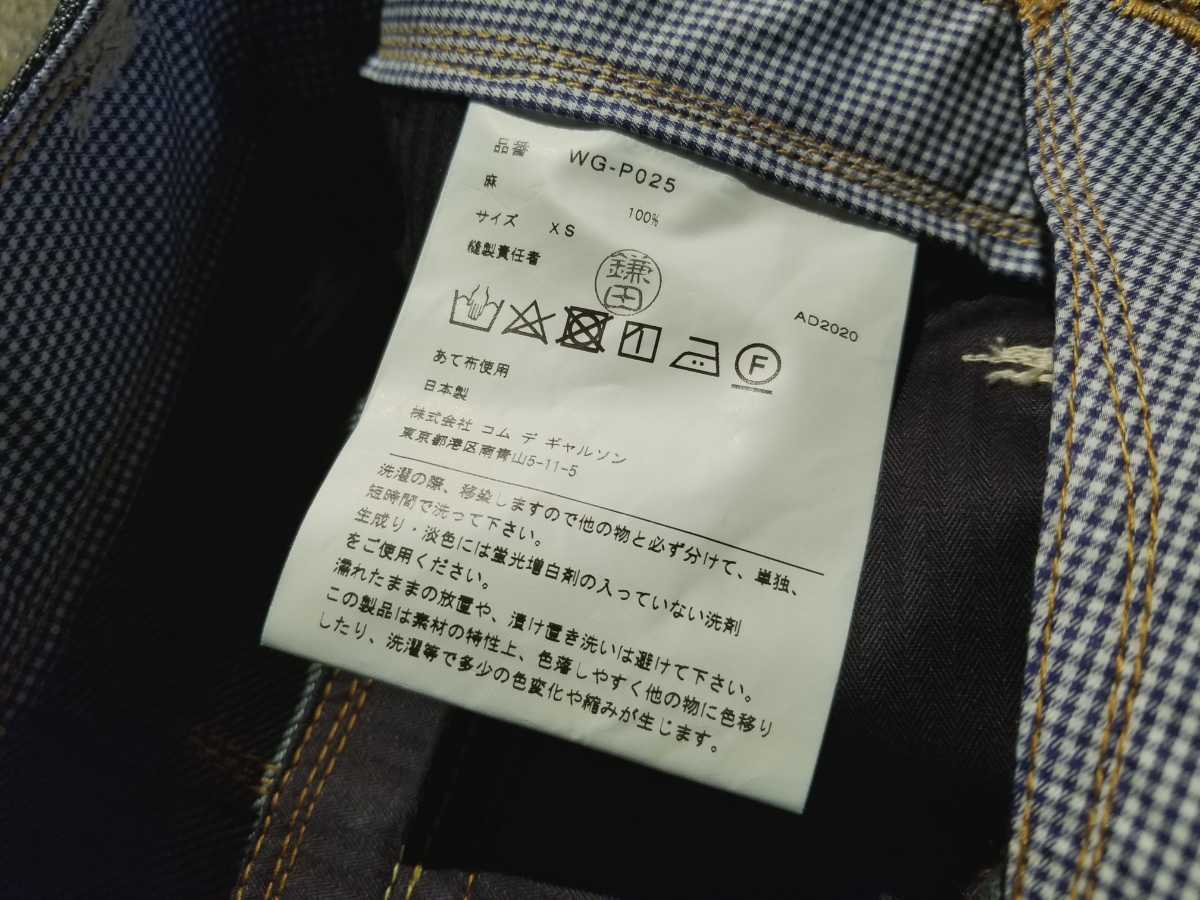 品番 WG-P025
麻 100%
サイズ XS
縫製責任者 鎌田
AD2020
F
あて布使用
日本製
株式会社 コム デ ギャルソン
東京都港区南青山5-11-5
洗濯の際、移染しますので他の物と必ず分けて、単独、
短時間で洗って下さい。
生成り・淡色には蛍光増白剤の入っていない洗剤
をご使用ください。
濡れたままの放置や、漬け置き洗いは避けて下さい。
この製品は素材の特性上、色落しやすく他の物に色移り
したり、洗濯等で多少の色変化や縮みが生じます。